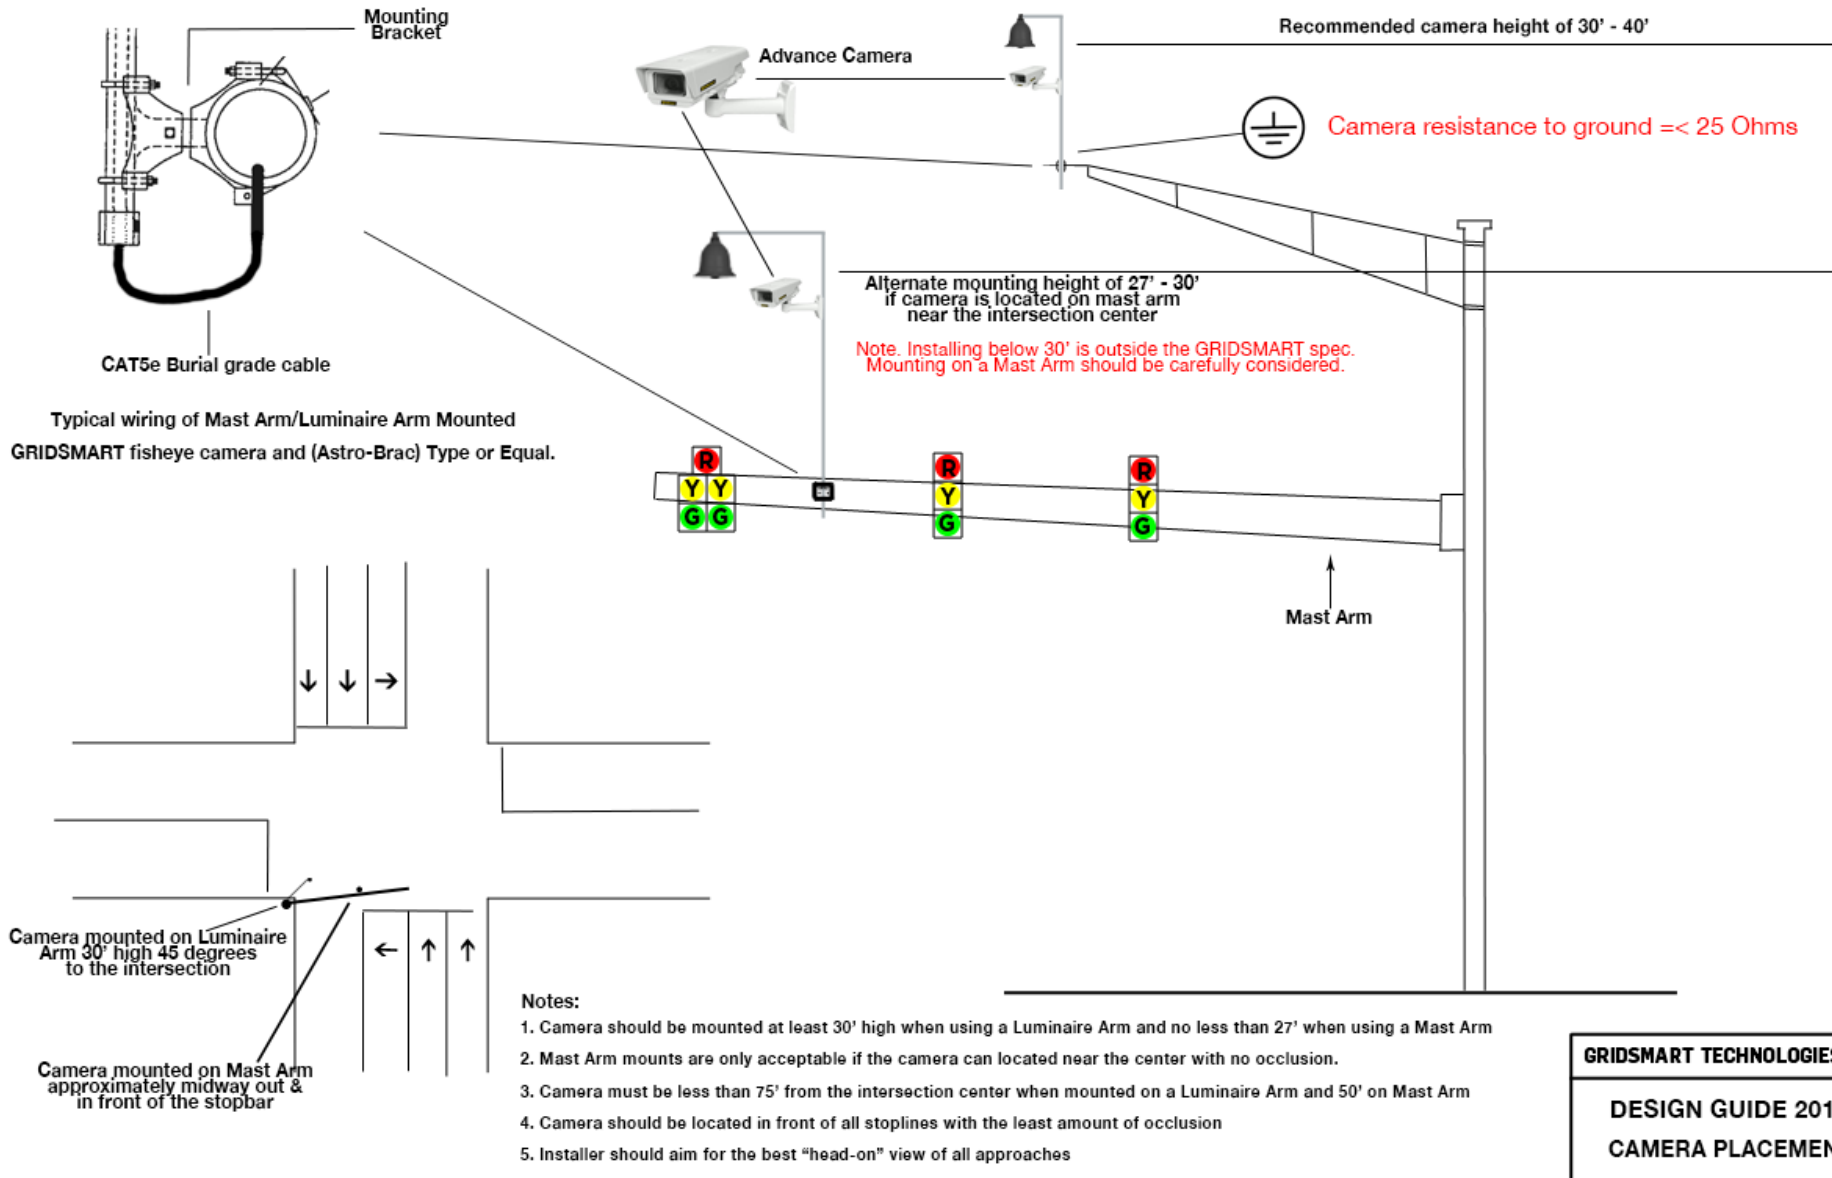 Mounting
Bracket
Advance Camera
Recommended camera height of 30' - 40'
Camera resistance to ground =< 25 Ohms
Alternate mounting height of 27' - 30'
if camera is located on mast arm
near the intersection center
Note. Installing below 30' is outside the GRIDSMART spec.
Mounting on a Mast Arm should be carefully considered.
CAT5e Burial grade cable
Typical wiring of Mast Arm/Luminaire Arm Mounted
GRIDSMART fisheye camera and (Astro-Brac) Type or Equal.
R
Y Y
G G
R
Y
G
R
Y
G
Mast Arm
Camera mounted on Luminaire
Arm 30' high 45 degrees
to the intersection
Camera mounted on Mast Arm
approximately midway out &
in front of the stopbar
Notes:
1. Camera should be mounted at least 30' high when using a Luminaire Arm and no less than 27' when using a Mast Arm
2. Mast Arm mounts are only acceptable if the camera can located near the center with no occlusion.
3. Camera must be less than 75' from the intersection center when mounted on a Luminaire Arm and 50' on Mast Arm
4. Camera should be located in front of all stoplines with the least amount of occlusion
5. Installer should aim for the best “head-on” view of all approaches
GRIDSMART TECHNOLOGIES
DESIGN GUIDE 201
CAMERA PLACEMEN